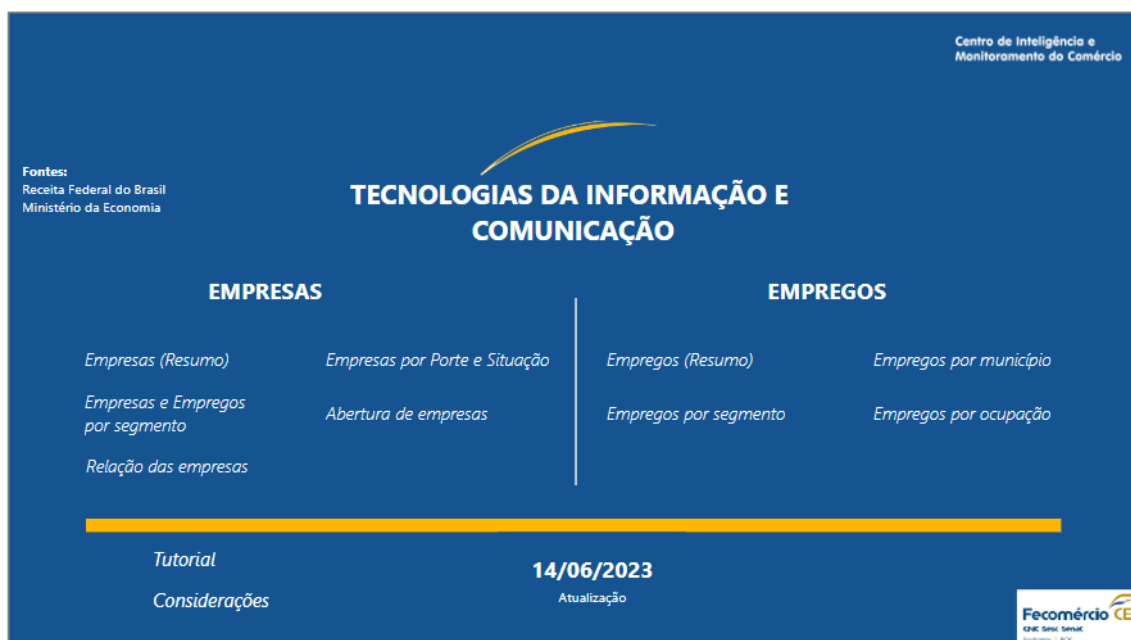 Centro de Inteligência e
Monitoramento do Comércio
Fontes:
Receita Federal do Brasil
Ministério da Economia
TECNOLOGIAS DA INFORMAÇÃO E
COMUNICAÇÃO
EMPRESAS
Empresas (Resumo)
Empresas por Porte e Situação
Empresas e Empregos
por segmento
Abertura de empresas
Relação das empresas
EMPREGOS
Empregos (Resumo)
Empregos por município
Empregos por segmento
Empregos por ocupação
Tutorial
Considerações
14/06/2023
Atualização
Fecomércio CE
CNC Sesc Senac